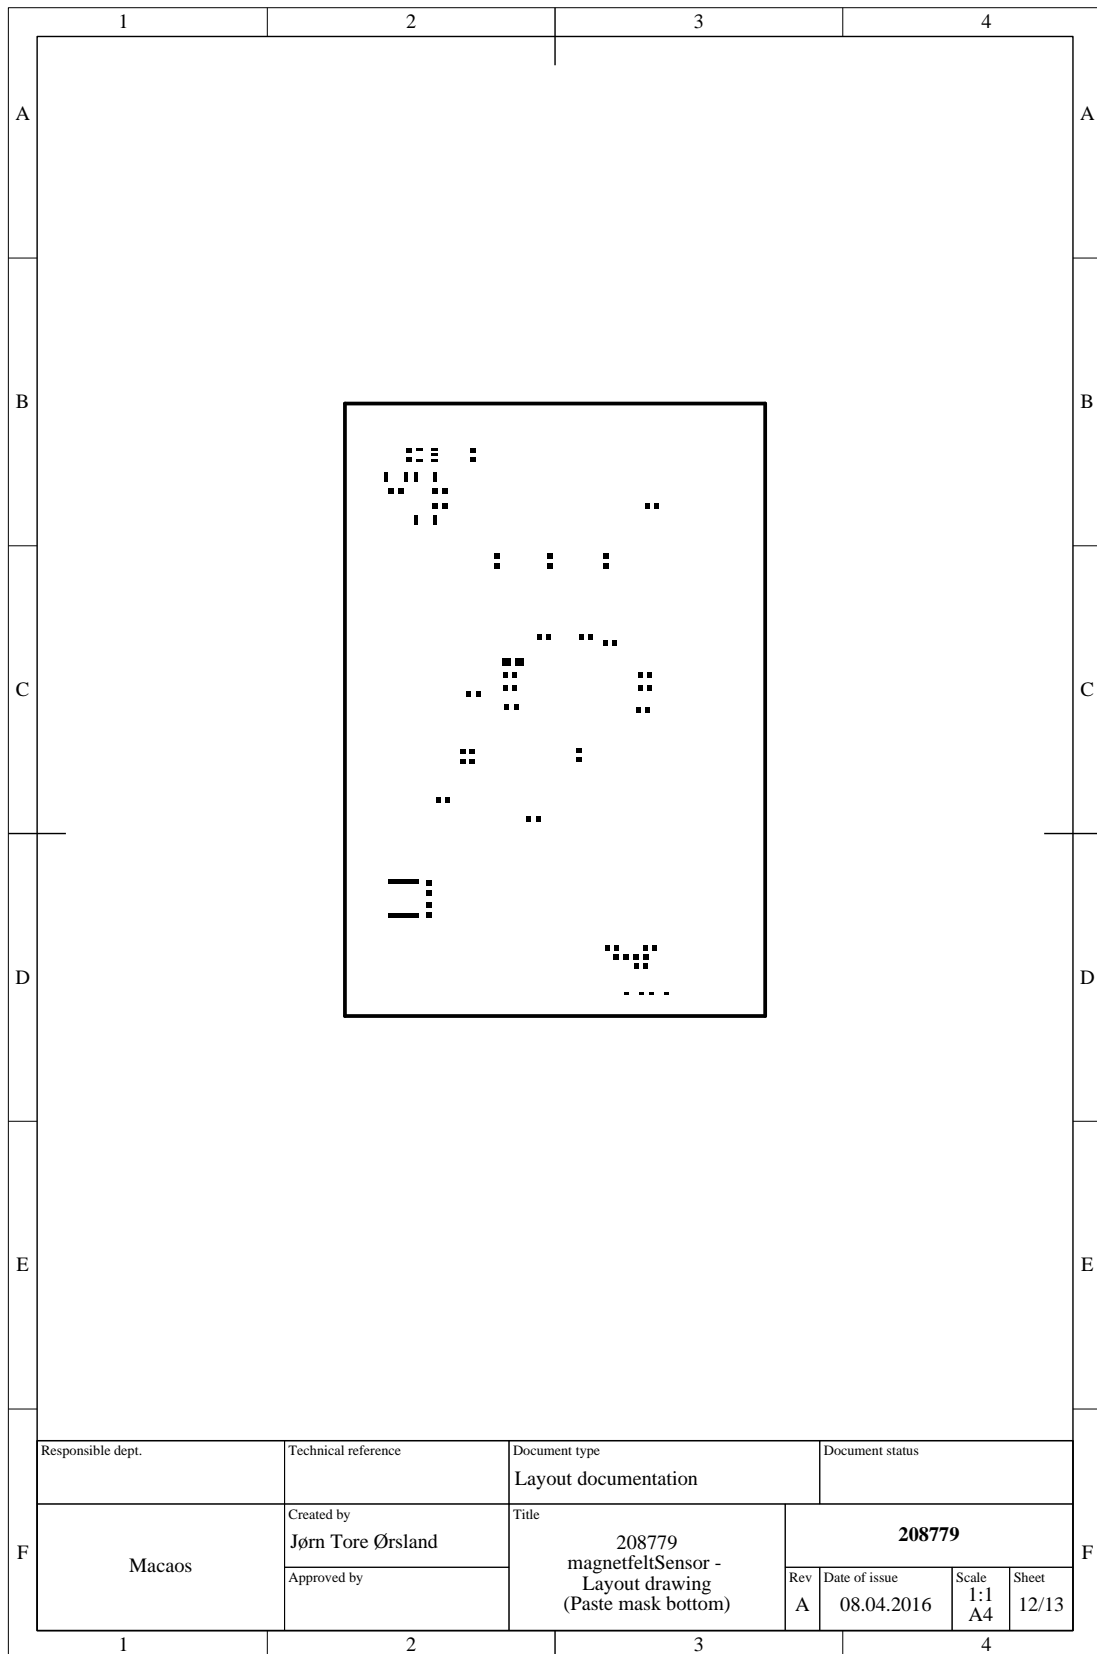 1 2 3 4
A A
B B
C C
D D
E E
F F
Responsible dept.
Technical reference
Document type
Layout documentation
Document status
Macaos
Created by
Jørn Tore Ørsland
Approved by
Title
208779
magnetfeltSensor -
Layout drawing
(Paste mask bottom)
208779
Rev
A
Date of issue
08.04.2016
Scale
1:1
A4
Sheet
12/13
1 2 3 4